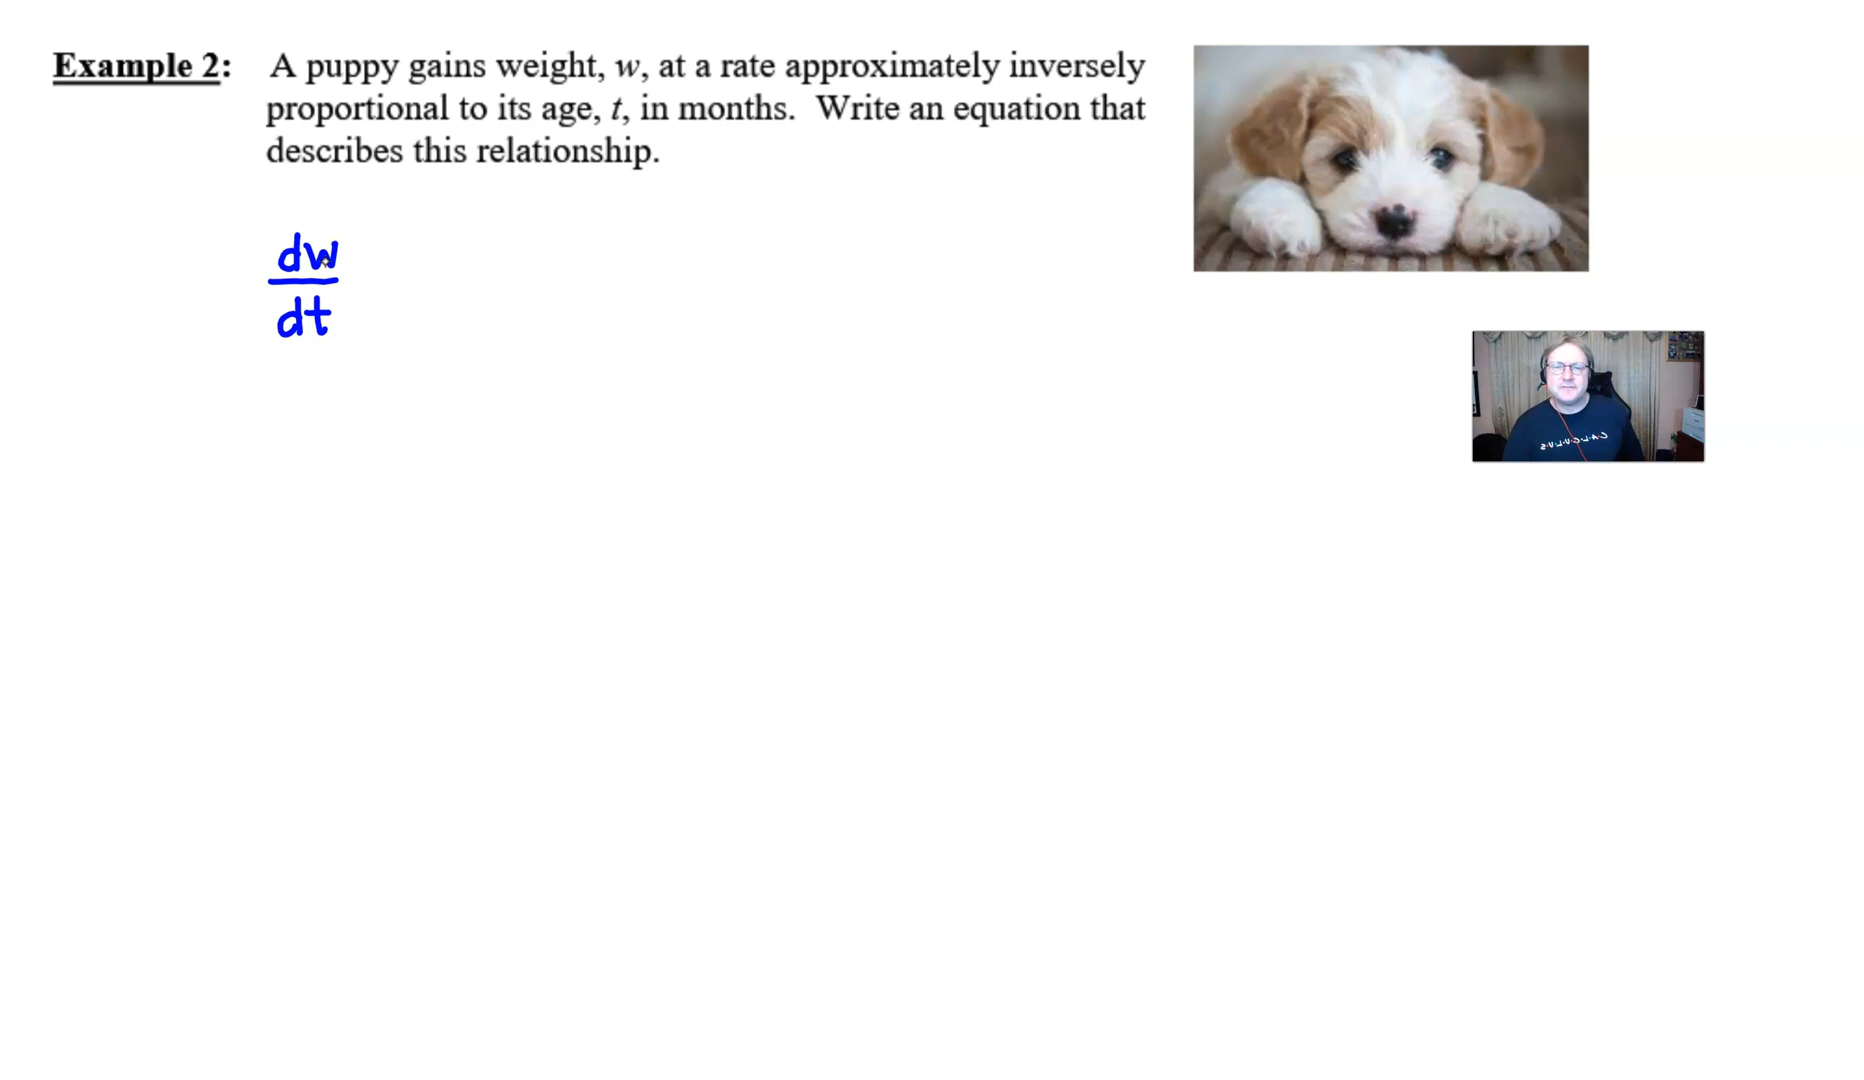 Example 2: A puppy gains weight, w, at a rate approximately inversely
proportional to its age, t, in months. Write an equation that
describes this relationship.
dw
dt
C·A·L·C·U·L·U·S